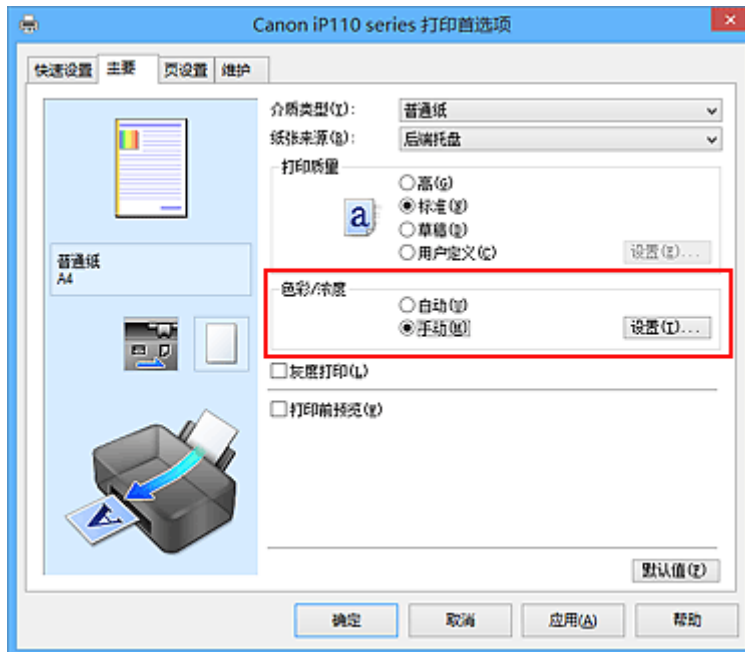 Canon iP110 series 打印首选项
快速设置 主要 页设置 维护
介质类型(Y): 普通纸
纸张来源(R): 后端托盘
打印质量
高(G)
标准(N)
草稿(D)
用户定义(C) 设置(E)...
普通纸
A4
色彩/浓度
自动(U)
手动(M) 设置(T)...
灰度打印(L)
打印前预览(V)
默认值(F)
确定 取消 应用(A) 帮助